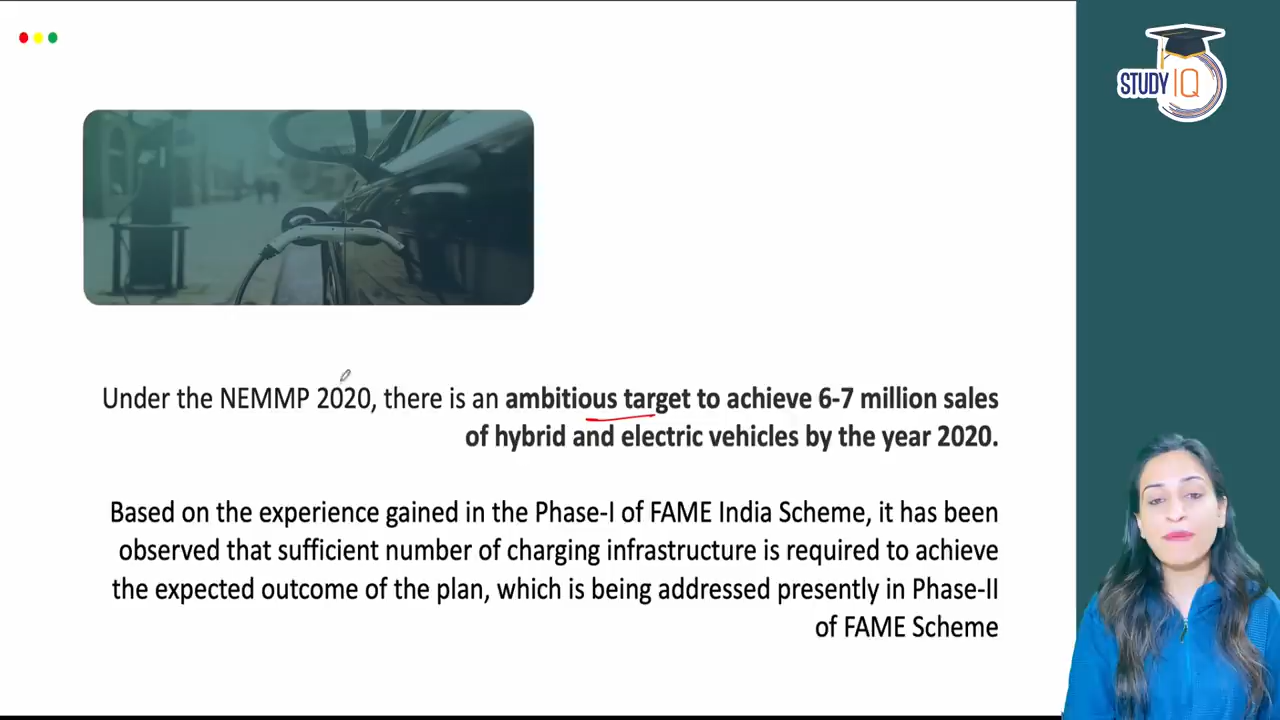 STUDY IQ
Under the NEMMP 2020, there is an ambitious target to achieve 6-7 million sales
of hybrid and electric vehicles by the year 2020.
Based on the experience gained in the Phase-I of FAME India Scheme, it has been
observed that sufficient number of charging infrastructure is required to achieve
the expected outcome of the plan, which is being addressed presently in Phase-II
of FAME Scheme